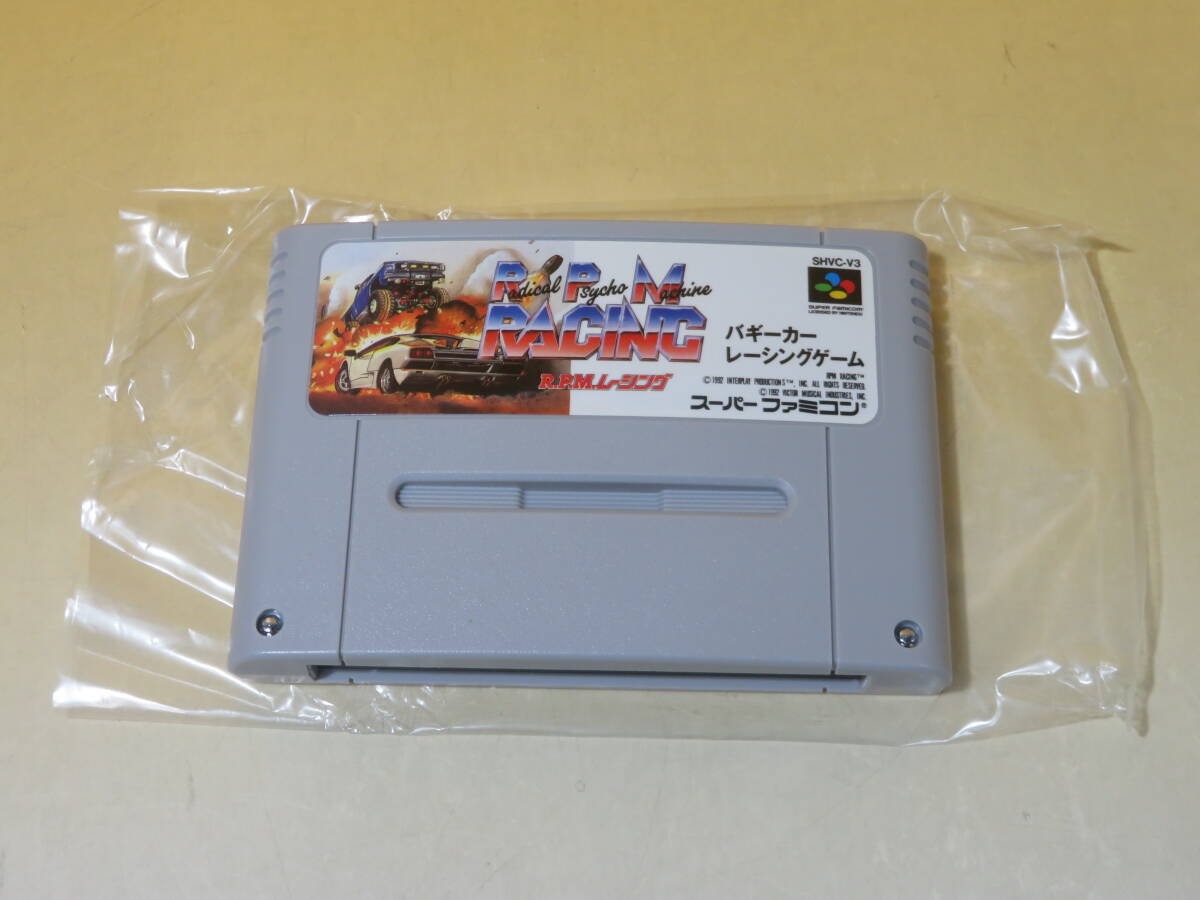 R P M
Radical Psycho Machine
RACING
R.P.M.レーシング
SHVC-V3
SUPER FAMICOM
LICENSED BY NINTENDO
バギーカー
レーシングゲーム
RPM RACING™
©1992 INTERPLAY PRODUCTIONS™, INC. ALL RIGHTS RESERVED.
©1992 VICTOR MUSICAL INDUSTRIES, INC.
スーパーファミコン®